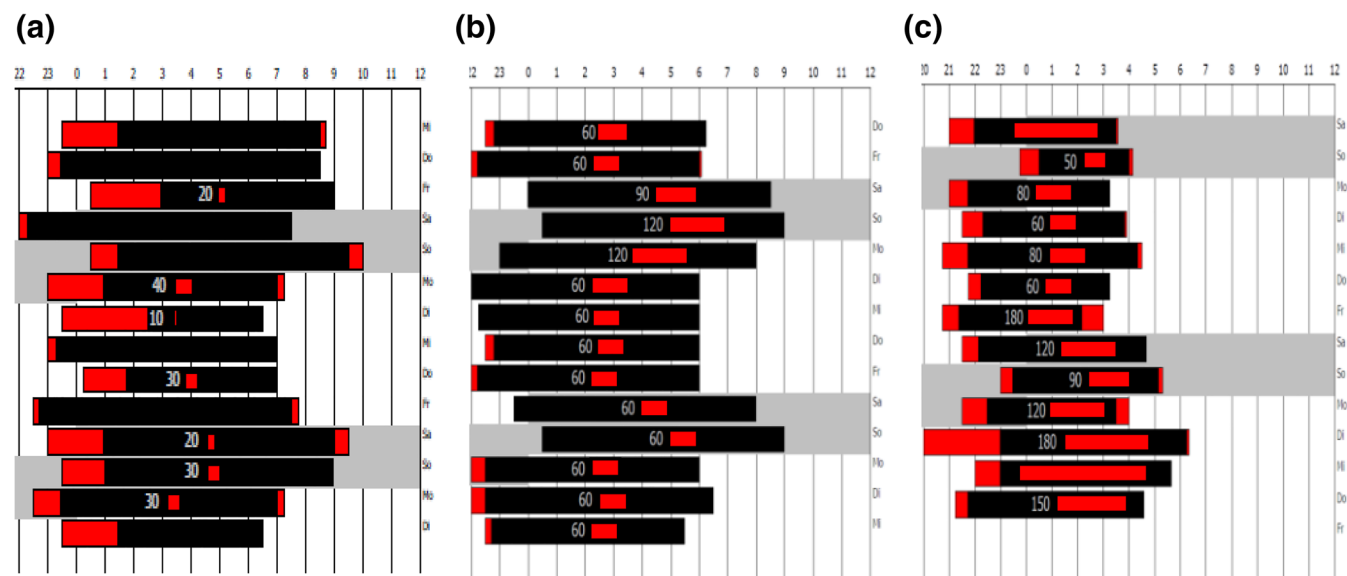 (a)
22 23 0 1 2 3 4 5 6 7 8 9 10 11 12
Mi
Do
20 Fr
Sa
So
40 Mo
10 Di
Mi
30 Do
Fr
20 Sa
30 So
30 Mo
Di
(b)
22 23 0 1 2 3 4 5 6 7 8 9 10 11 12
60 Do
60 Fr
90 Sa
120 So
120 Mo
60 Di
60 Mi
60 Do
60 Fr
60 Sa
60 So
60 Mo
60 Di
60 Mi
(c)
20 21 22 23 0 1 2 3 4 5 6 7 8 9 10 11 12
Sa
50 So
80 Mo
60 Di
80 Mi
60 Do
180 Fr
120 Sa
90 So
120 Mo
180 Di
Mi
150 Do
Fr